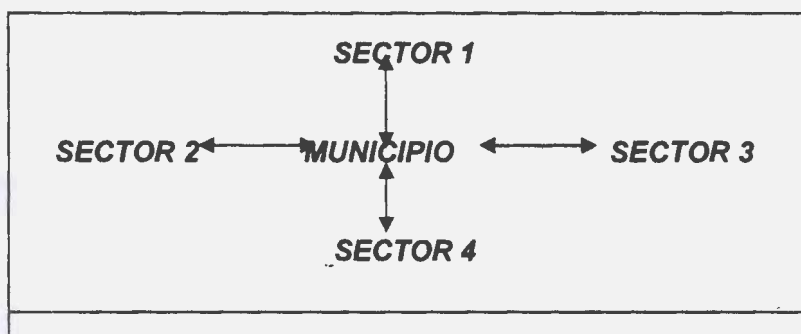 SECTOR 1
SECTOR 2 MUNICIPIO SECTOR 3
SECTOR 4